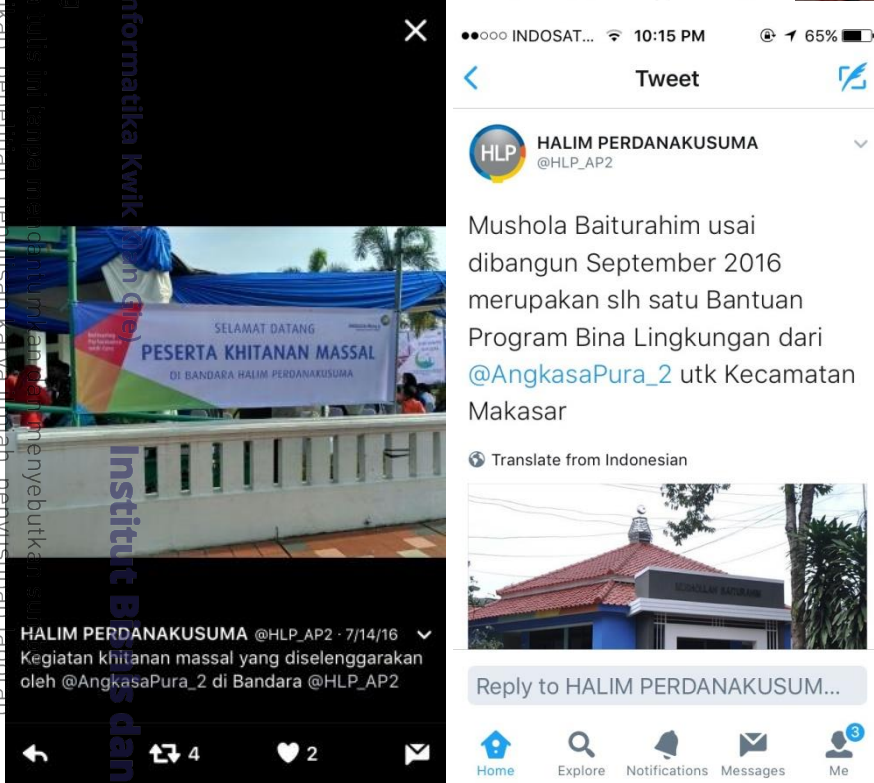 INDOSAT... 10:15 PM 65%
Tweet
HLP
HALIM PERDANAKUSUMA
@HLP_AP2
Mushola Baiturahim usai
dibangun September 2016
merupakan slh satu Bantuan
Program Bina Lingkungan dari
@AngkasaPura_2 utk Kecamatan
Makasar
Translate from Indonesian
Reply to HALIM PERDANAKUSUM...
Home Explore Notifications Messages Me
3
SELAMAT DATANG
PESERTA KHITANAN MASSAL
DI BANDARA HALIM PERDANAKUSUMA
HALIM PERDANAKUSUMA @HLP_AP2 · 7/14/16
Kegiatan khitanan massal yang diselenggarakan
oleh @AngkasaPura_2 di Bandara @HLP_AP2
4 2
nformatika Kwik Gie)
Institut Bisnis dan